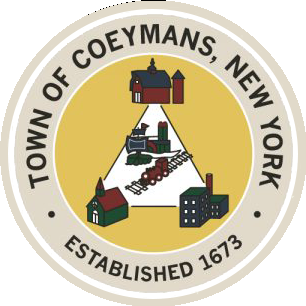 TOWN OF COEYMANS, NEW YORK
• ESTABLISHED 1673 •